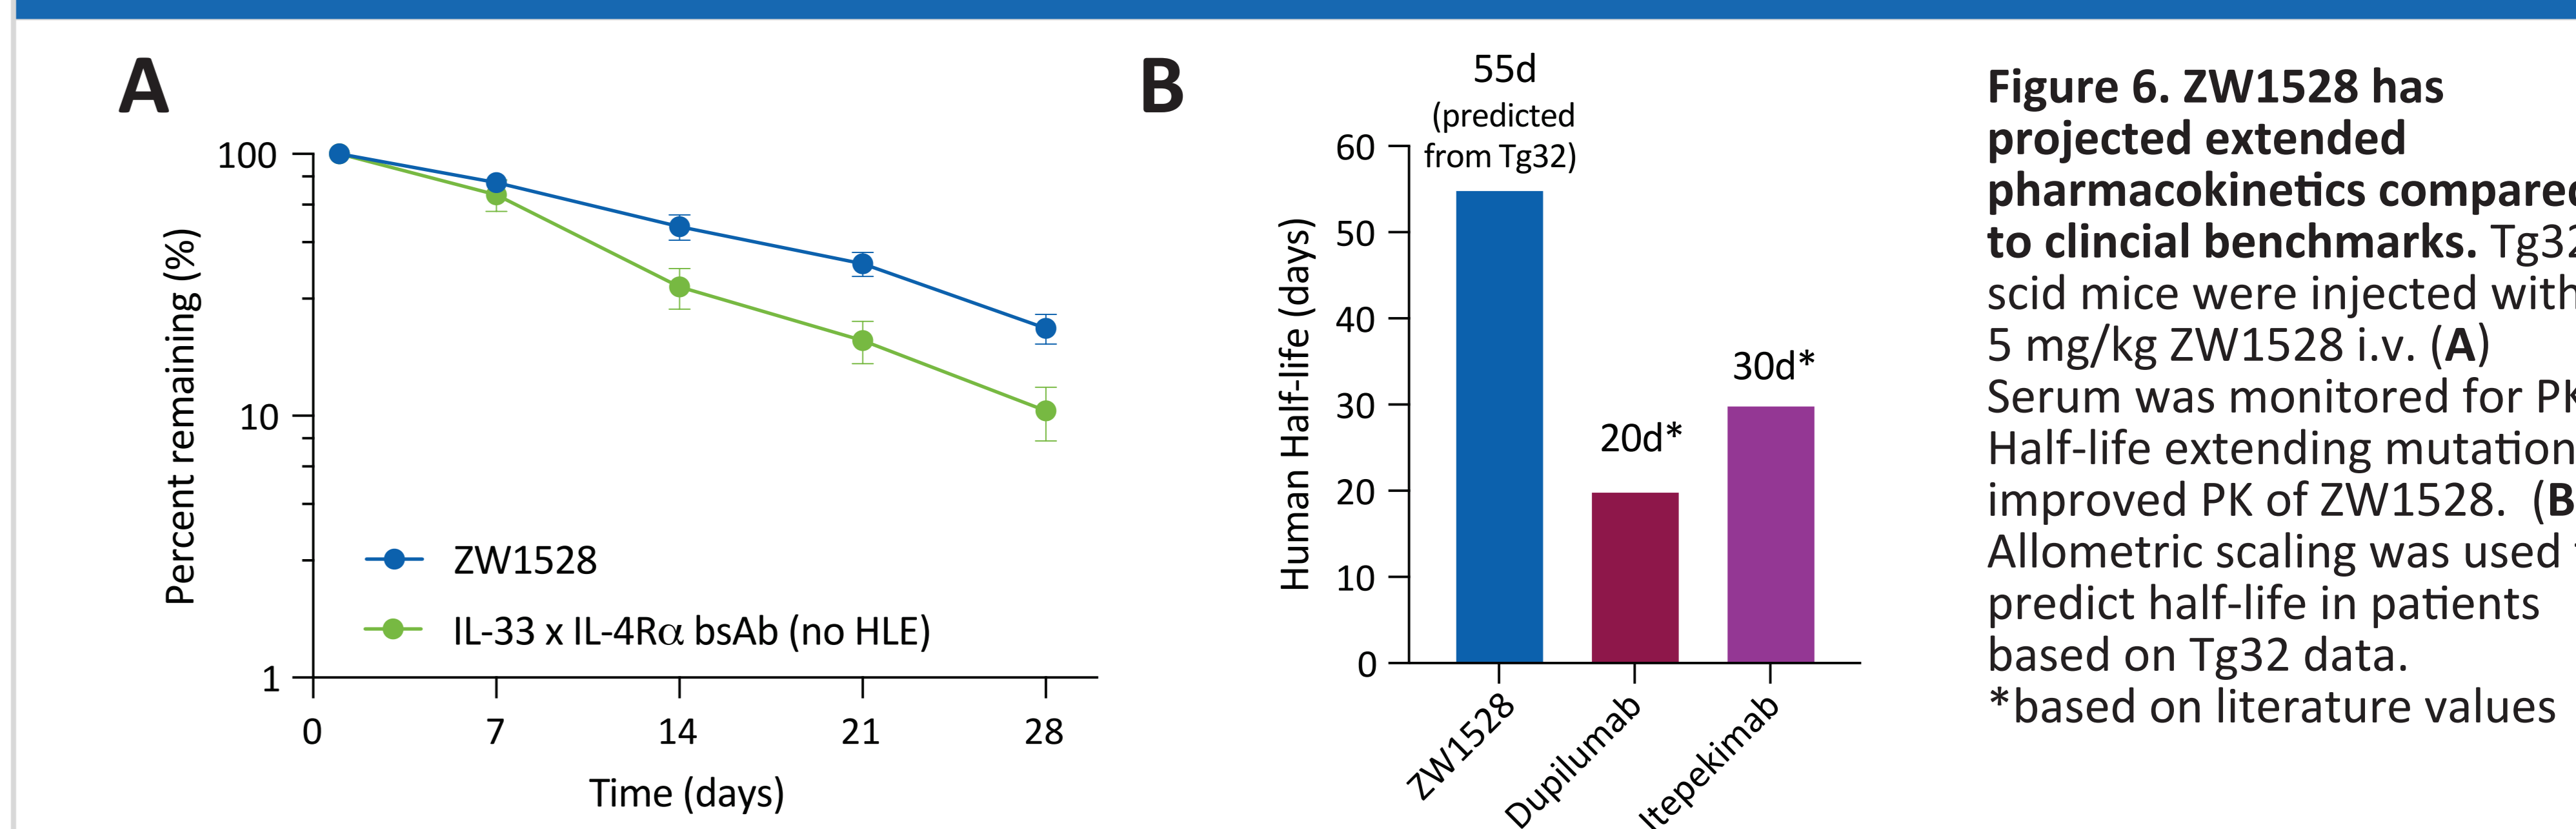 A
100
10
1
Percent remaining (%)
ZW1528
IL-33 x IL-4Rα bsAb (no HLE)
0 7 14 21 28
Time (days)
B
55d
(predicted
from Tg32)
20d*
30d*
60
50
40
30
20
10
0
Human Half-life (days)
ZW1528
Dupilumab
Itepekimab
Figure 6. ZW1528 has
projected extended
pharmacokinetics compared
to clincial benchmarks. Tg32
scid mice were injected with
5 mg/kg ZW1528 i.v. (A)
Serum was monitored for PK
Half-life extending mutation
improved PK of ZW1528. (B
Allometric scaling was used
predict half-life in patients
based on Tg32 data.
*based on literature values